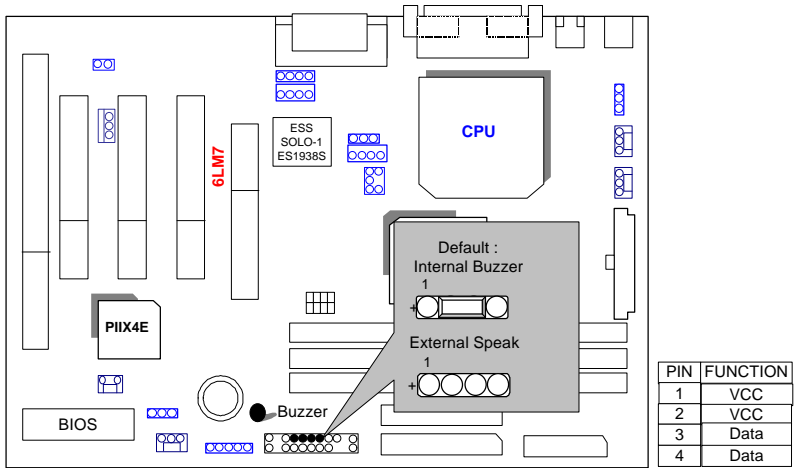 ESS
SOLO-1
ES1938S
CPU
6LM7
Default :
Internal Buzzer
1
+
External Speak
1
+
PIIX4E
Buzzer
BIOS
PIN FUNCTION
1 VCC
2 VCC
3 Data
4 Data